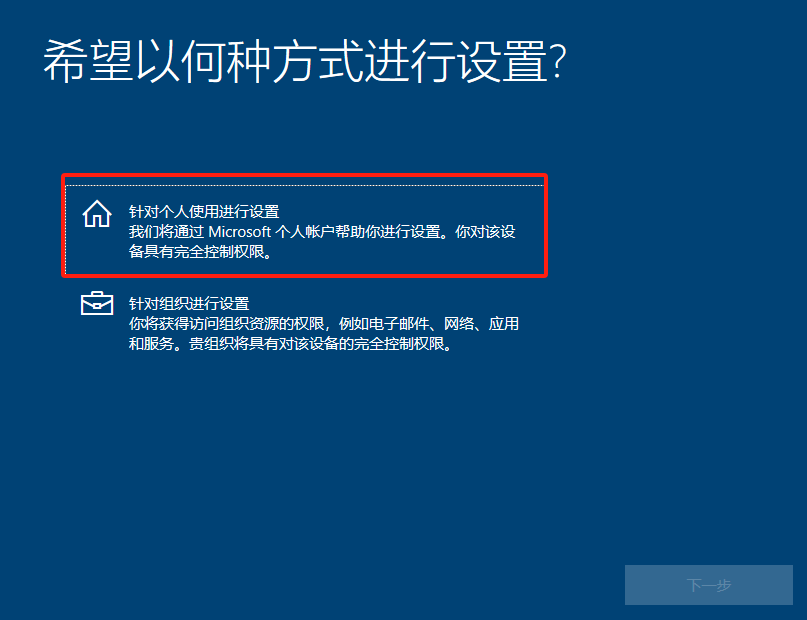 希望以何种方式进行设置?
针对个人使用进行设置
我们将通过 Microsoft 个人帐户帮助你进行设置。你对该设
备具有完全控制权限。
针对组织进行设置
你将获得访问组织资源的权限，例如电子邮件、网络、应用
和服务。贵组织将具有对该设备的完全控制权限。
下一步